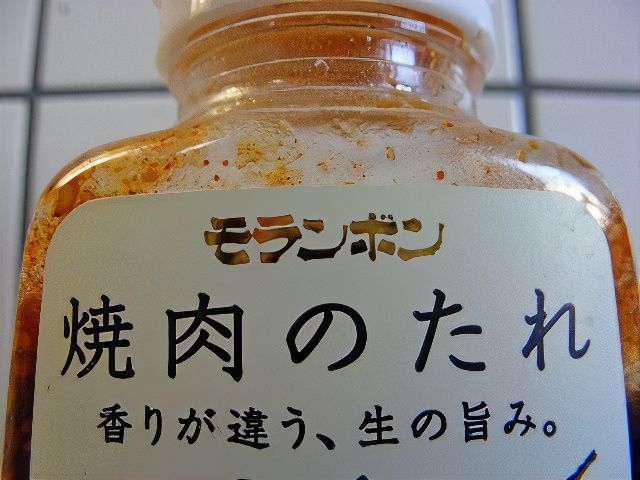 モランボン
焼肉のたれ
香りが違う、生の旨み。